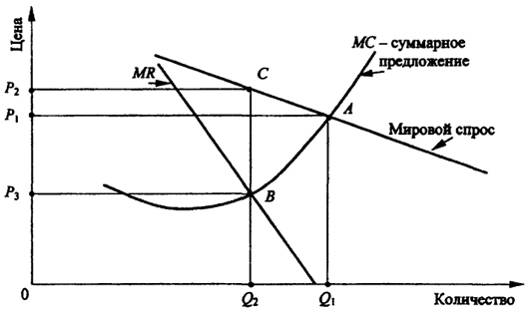 Цена
MC – суммарное
предложение
MR
C
P₂
P₁
A
Мировой спрос
P₃
B
0
Q₂
Q₁
Количество